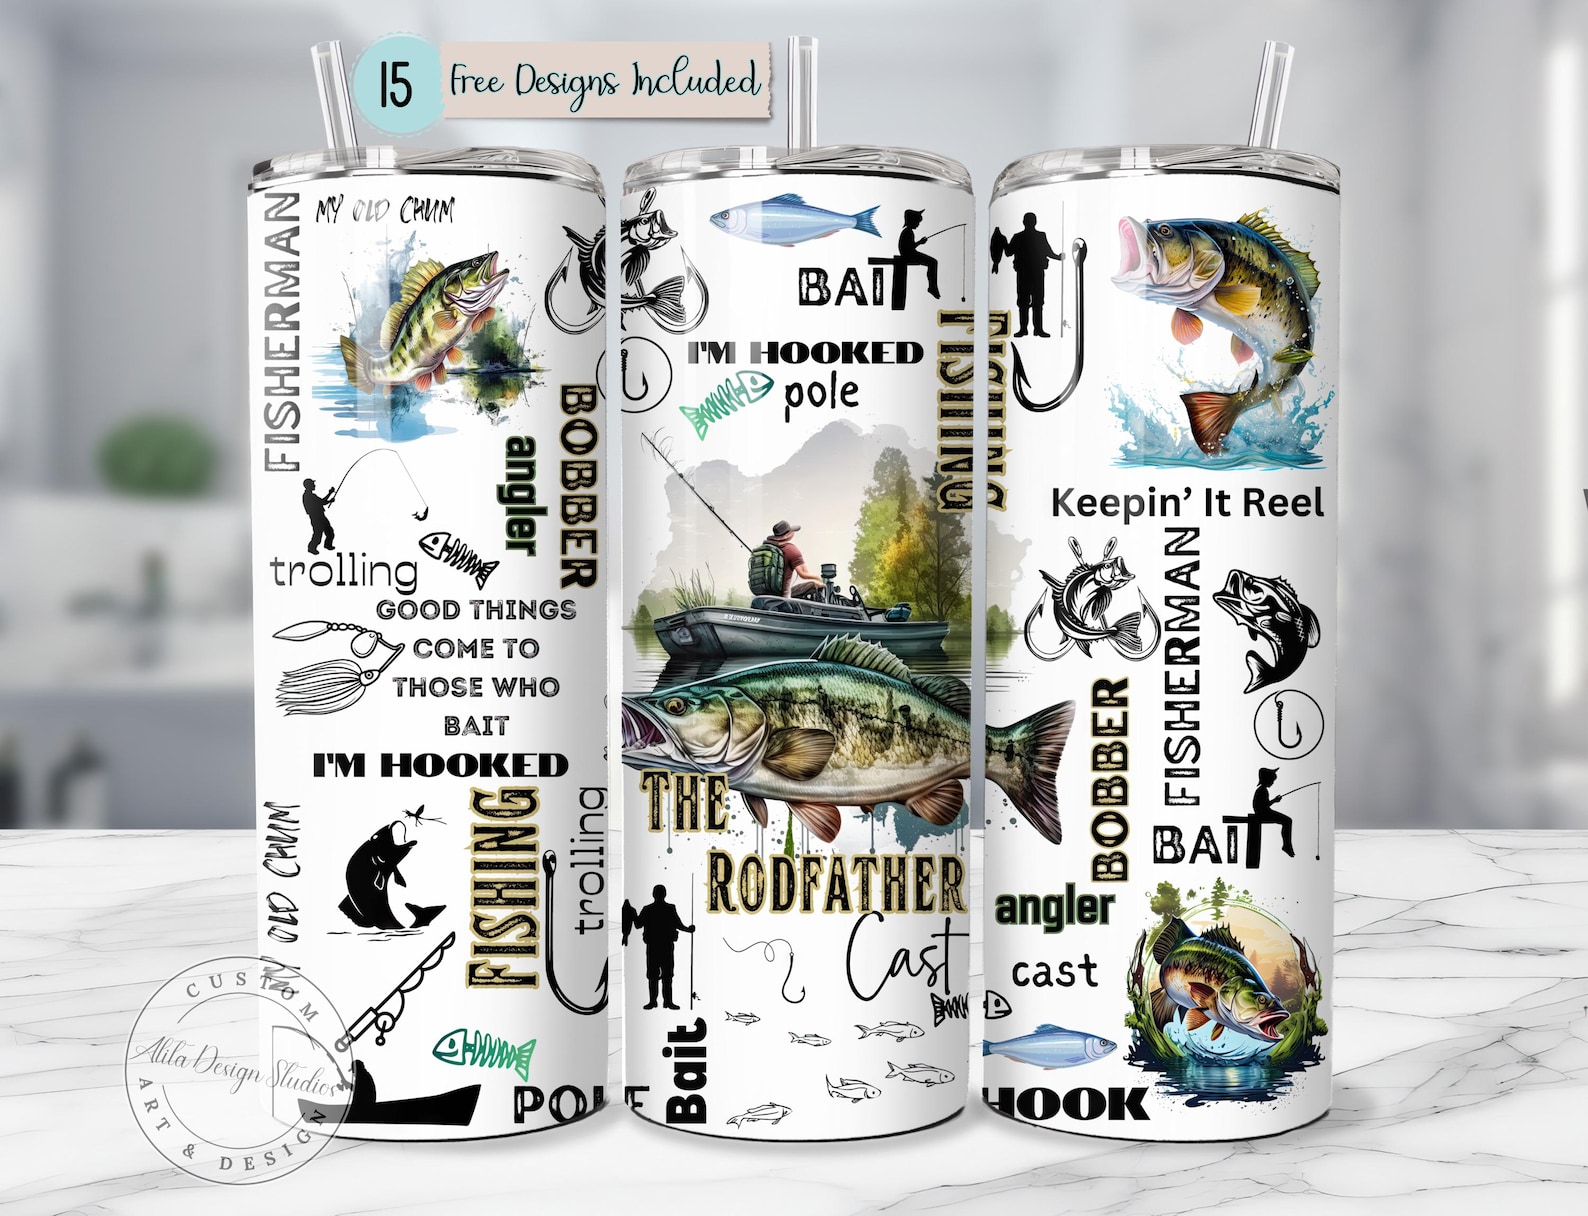 15
Free Designs Included
FISHERMAN
MY OLD CHUM
BOBBER
angler
trolling
GOOD THINGS
COME TO
THOSE WHO
BAIT
I'M HOOKED
MY OLD CHUM
FISHING
trolling
POLE
CUSTOM
Alila Design Studios
ART & DESIGN
BAIT
I'M HOOKED
pole
FISHING
THE
RODFATHER
Cast
Bait
FISHING
Keepin' It Reel
FISHERMAN
BOBBER
BAIT
angler
cast
HOOK